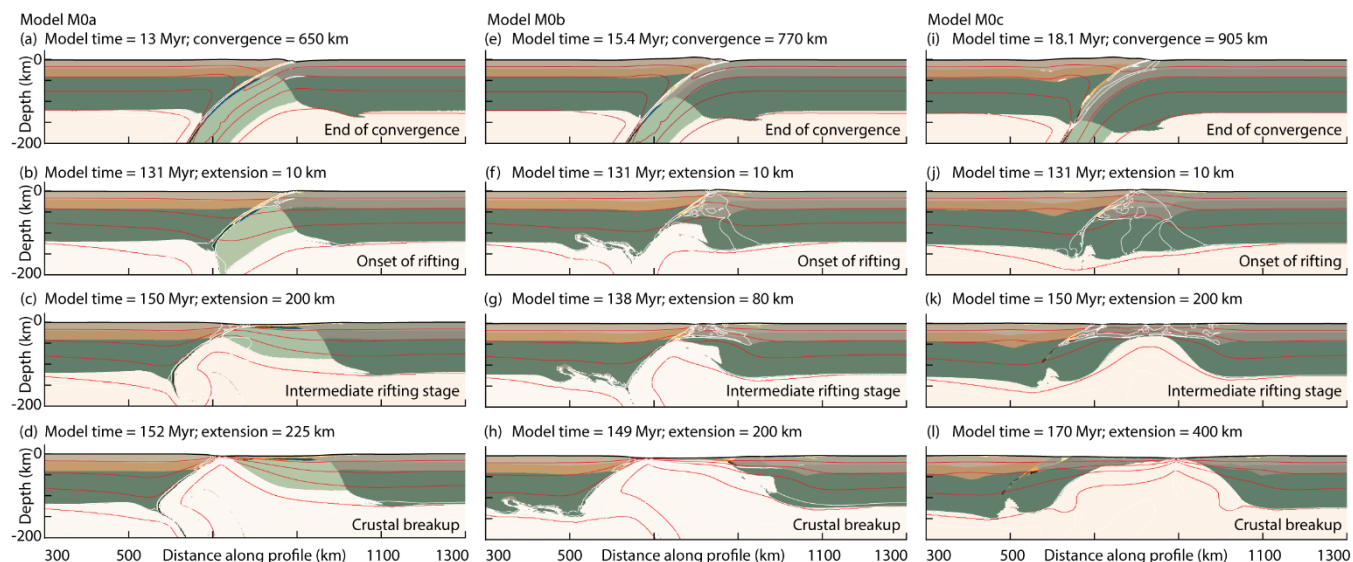 Model M0a
(a) Model time = 13 Myr; convergence = 650 km
0
Depth (km)
-200
End of convergence
(b) Model time = 131 Myr; extension = 10 km
0
Depth (km)
-200
Onset of rifting
(c) Model time = 150 Myr; extension = 200 km
0
Depth (km)
-200
Intermediate rifting stage
(d) Model time = 152 Myr; extension = 225 km
0
Depth (km)
-200
Crustal breakup
300 500 Distance along profile (km) 1100 1300
Model M0b
(e) Model time = 15.4 Myr; convergence = 770 km
End of convergence
(f) Model time = 131 Myr; extension = 10 km
Onset of rifting
(g) Model time = 138 Myr; extension = 80 km
Intermediate rifting stage
(h) Model time = 149 Myr; extension = 200 km
Crustal breakup
300 500 Distance along profile (km) 1100 1300
Model M0c
(i) Model time = 18.1 Myr; convergence = 905 km
End of convergence
(j) Model time = 131 Myr; extension = 10 km
Onset of rifting
(k) Model time = 150 Myr; extension = 200 km
Intermediate rifting stage
(l) Model time = 170 Myr; extension = 400 km
Crustal breakup
300 500 Distance along profile (km) 1100 1300